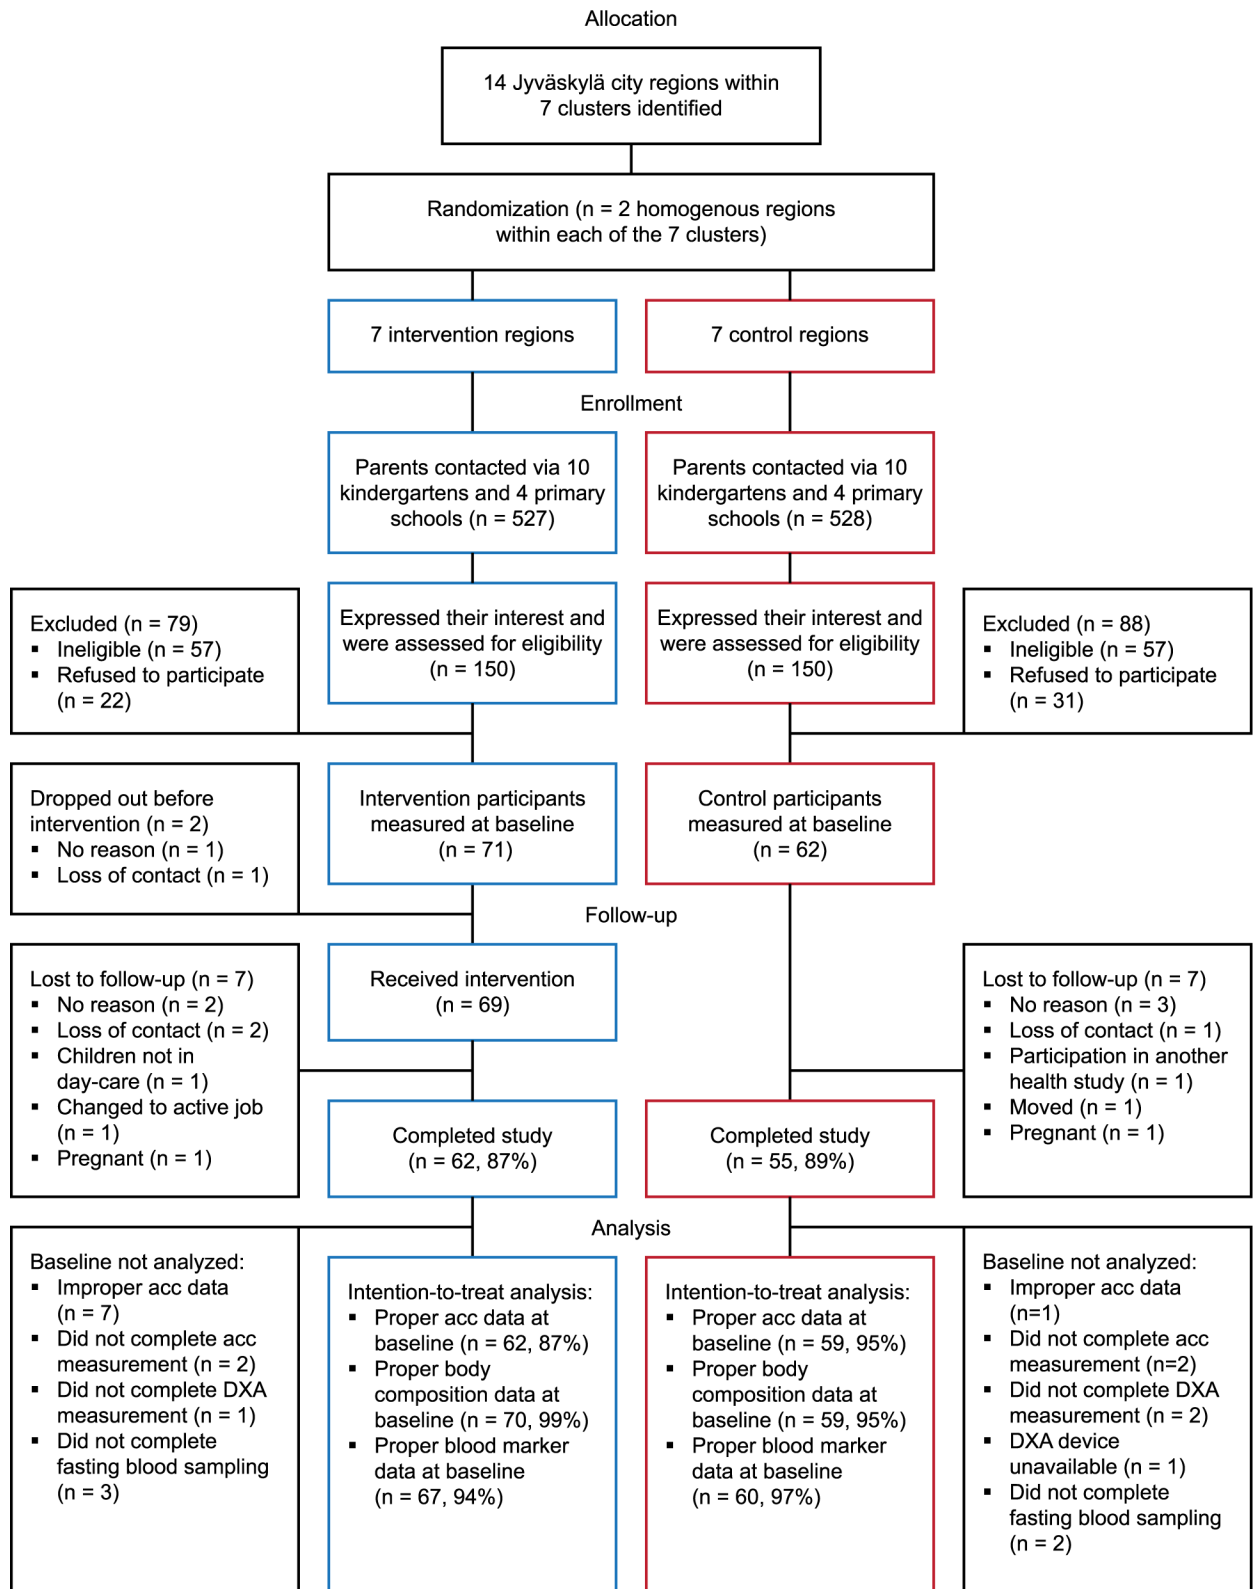 Allocation
14 Jyväskylä city regions within
7 clusters identified
Randomization (n = 2 homogenous regions
within each of the 7 clusters)
7 intervention regions
7 control regions
Enrollment
Parents contacted via 10
kindergartens and 4 primary
schools (n = 527)
Parents contacted via 10
kindergartens and 4 primary
schools (n = 528)
Expressed their interest and
were assessed for eligibility
(n = 150)
Expressed their interest and
were assessed for eligibility
(n = 150)
Excluded (n = 79)
▪ Ineligible (n = 57)
▪ Refused to participate
(n = 22)
Excluded (n = 88)
▪ Ineligible (n = 57)
▪ Refused to participate
(n = 31)
Dropped out before
intervention (n = 2)
▪ No reason (n = 1)
▪ Loss of contact (n = 1)
Intervention participants
measured at baseline
(n = 71)
Control participants
measured at baseline
(n = 62)
Follow-up
Lost to follow-up (n = 7)
▪ No reason (n = 2)
▪ Loss of contact (n = 2)
▪ Children not in
day-care (n = 1)
▪ Changed to active job
(n = 1)
▪ Pregnant (n = 1)
Received intervention
(n = 69)
Lost to follow-up (n = 7)
▪ No reason (n = 3)
▪ Loss of contact (n = 1)
▪ Participation in another
health study (n = 1)
▪ Moved (n = 1)
▪ Pregnant (n = 1)
Completed study
(n = 62, 87%)
Completed study
(n = 55, 89%)
Analysis
Baseline not analyzed:
▪ Improper acc data
(n = 7)
▪ Did not complete acc
measurement (n = 2)
▪ Did not complete DXA
measurement (n = 1)
▪ Did not complete
fasting blood sampling
(n = 3)
Intention-to-treat analysis:
▪ Proper acc data at
baseline (n = 62, 87%)
▪ Proper body
composition data at
baseline (n = 70, 99%)
▪ Proper blood marker
data at baseline
(n = 67, 94%)
Intention-to-treat analysis:
▪ Proper acc data at
baseline (n = 59, 95%)
▪ Proper body
composition data at
baseline (n = 59, 95%)
▪ Proper blood marker
data at baseline
(n = 60, 97%)
Baseline not analyzed:
▪ Improper acc data
(n=1)
▪ Did not complete acc
measurement (n=2)
▪ Did not complete DXA
measurement (n = 2)
▪ DXA device
unavailable (n = 1)
▪ Did not complete
fasting blood sampling
(n = 2)